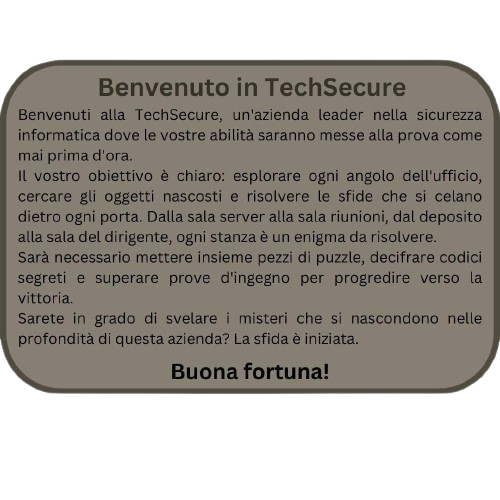 Benvenuto in TechSecure
Benvenuti alla TechSecure, un'azienda leader nella sicurezza
informatica dove le vostre abilità saranno messe alla prova come
mai prima d'ora.
Il vostro obiettivo è chiaro: esplorare ogni angolo dell'ufficio,
cercare gli oggetti nascosti e risolvere le sfide che si celano
dietro ogni porta. Dalla sala server alla sala riunioni, dal deposito
alla sala del dirigente, ogni stanza è un enigma da risolvere.
Sarà necessario mettere insieme pezzi di puzzle, decifrare codici
segreti e superare prove d'ingegno per progredire verso la
vittoria.
Sarete in grado di svelare i misteri che si nascondono nelle
profondità di questa azienda? La sfida è iniziata.
Buona fortuna!